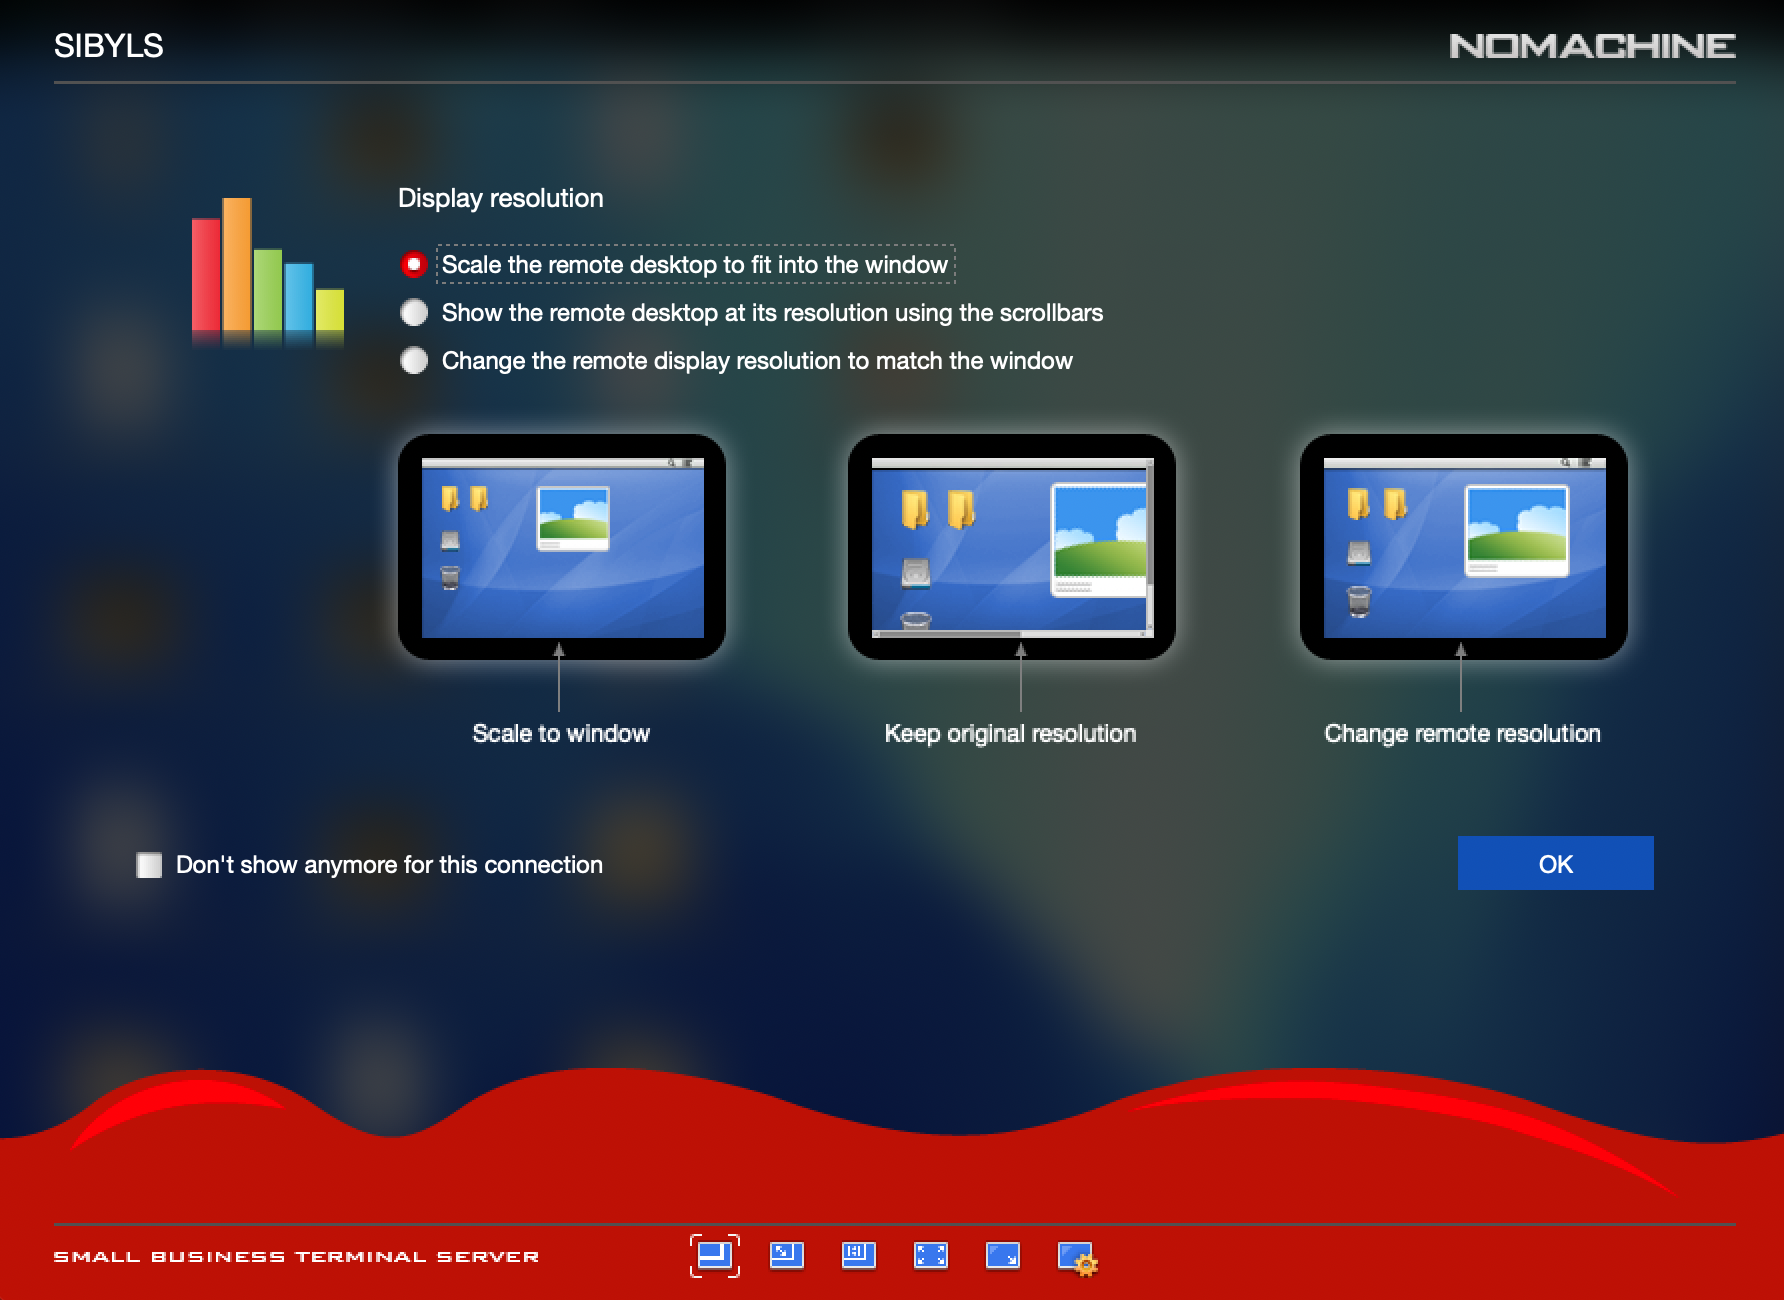 SIBYLS
NOMACHINE
Display resolution
Scale the remote desktop to fit into the window
Show the remote desktop at its resolution using the scrollbars
Change the remote display resolution to match the window
Scale to window
Keep original resolution
Change remote resolution
Don't show anymore for this connection
OK
SMALL BUSINESS TERMINAL SERVER